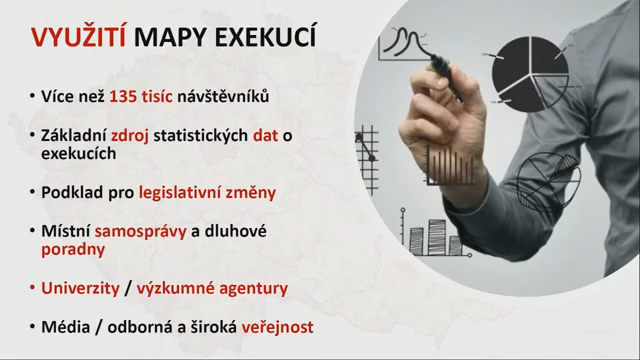 VYUŽITÍ MAPY EXEKUCÍ
• Více než 135 tisíc návštěvníků
• Základní zdroj statistických dat o
exekucích
• Podklad pro legislativní změny
• Místní samosprávy a dluhové
poradny
• Univerzity / výzkumné agentury
• Média / odborná a široká veřejnost